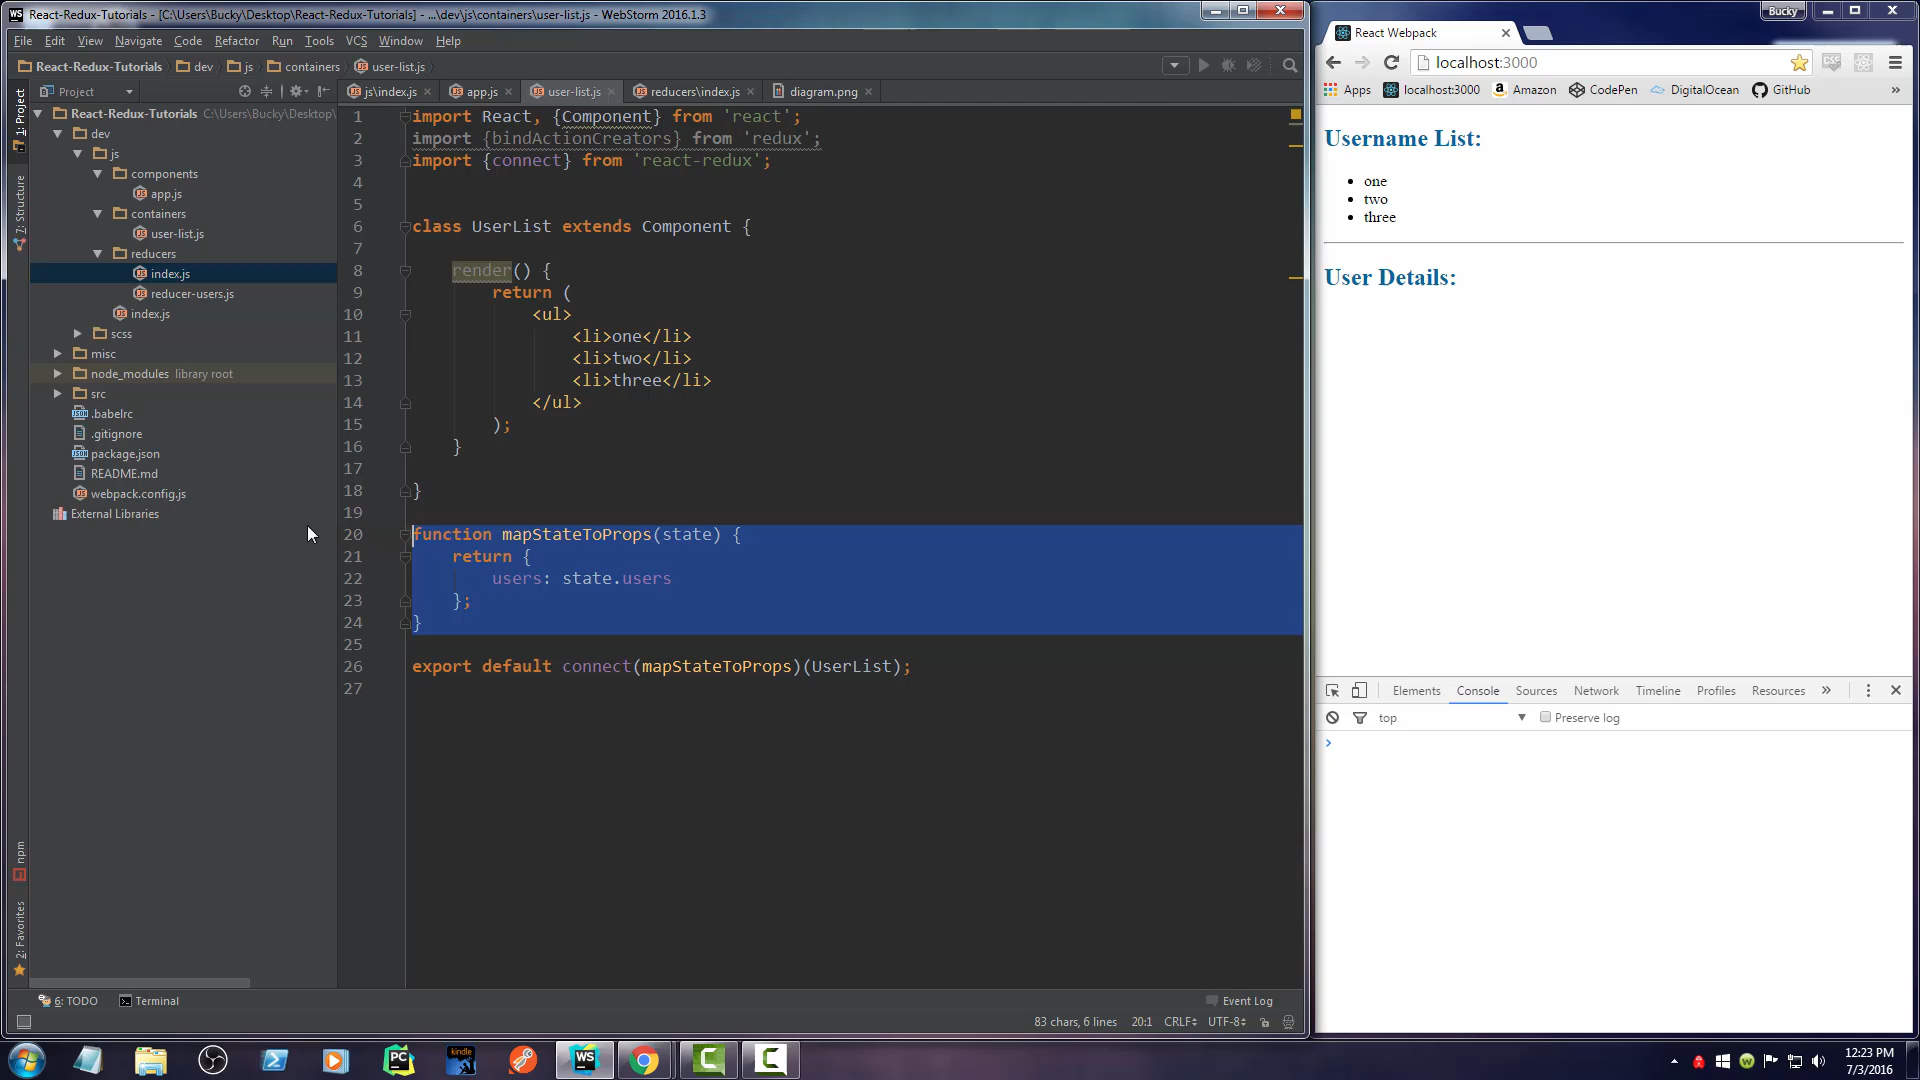 React-Redux-Tutorials - [C:\Users\Bucky\Desktop\React-Redux-Tutorials] - ...\dev\js\containers\user-list.js - WebStorm 2016.1.3
File Edit View Navigate Code Refactor Run Tools VCS Window Help
React-Redux-Tutorials dev js containers user-list.js
Project js\index.js app.js user-list.js reducers\index.js diagram.png
1: Project
7: Structure
npm
2: Favorites
React-Redux-Tutorials C:\Users\Bucky\Desktop\
dev
js
components
app.js
containers
user-list.js
reducers
index.js
reducer-users.js
index.js
scss
misc
node_modules library root
src
.babelrc
.gitignore
package.json
README.md
webpack.config.js
External Libraries
1 import React, {Component} from 'react';
2 import {bindActionCreators} from 'redux';
3 import {connect} from 'react-redux';
4
5
6 class UserList extends Component {
7
8 render() {
9 return (
10 <ul>
11 <li>one</li>
12 <li>two</li>
13 <li>three</li>
14 </ul>
15 );
16 }
17
18 }
19
20 function mapStateToProps(state) {
21 return {
22 users: state.users
23 };
24 }
25
26 export default connect(mapStateToProps)(UserList);
27
6: TODO Terminal Event Log
83 chars, 6 lines 20:1 CRLF UTF-8
Bucky
React Webpack
localhost:3000
Apps localhost:3000 Amazon CodePen DigitalOcean GitHub »
Username List:
• one
• two
• three
User Details:
Elements Console Sources Network Timeline Profiles Resources »
top Preserve log
>
PC kindle WS
12:23 PM
7/3/2016